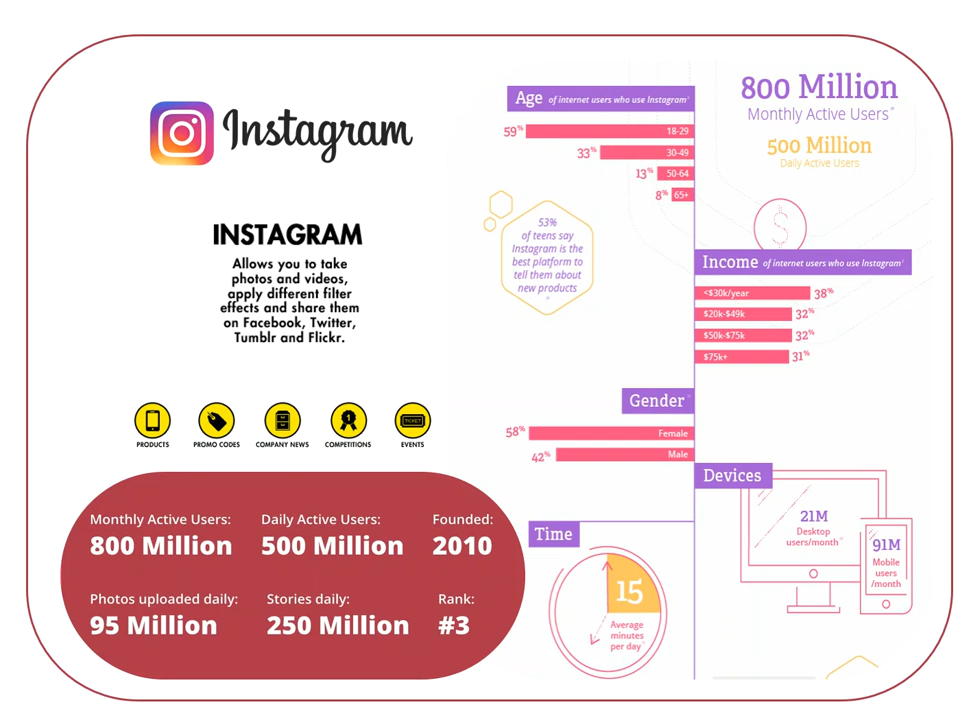 Instagram
INSTAGRAM
Allows you to take
photos and videos,
apply different filter
effects and share them
on Facebook, Twitter,
Tumblr and Flickr.
PRODUCTS
PROMO CODES
COMPANY NEWS
COMPETITIONS
EVENTS
1
TICKET
Monthly Active Users:
800 Million
Daily Active Users:
500 Million
Founded:
2010
Photos uploaded daily:
95 Million
Stories daily:
250 Million
Rank:
#3
800 Million
Monthly Active Users
500 Million
Daily Active Users
Age of internet users who use Instagram
59% 18-29
33% 30-49
13% 50-64
8% 65+
53%
of teens say
Instagram is the
best platform to
tell them about
new products
$
Income of internet users who use Instagram
<$30k/year 38%
$20k-$49k 32%
$50k-$75k 32%
$75k+ 31%
Gender
58% Female
42% Male
Devices
21M
Desktop
users/month
91M
Mobile
users
/month
Time
15
Average
minutes
per day